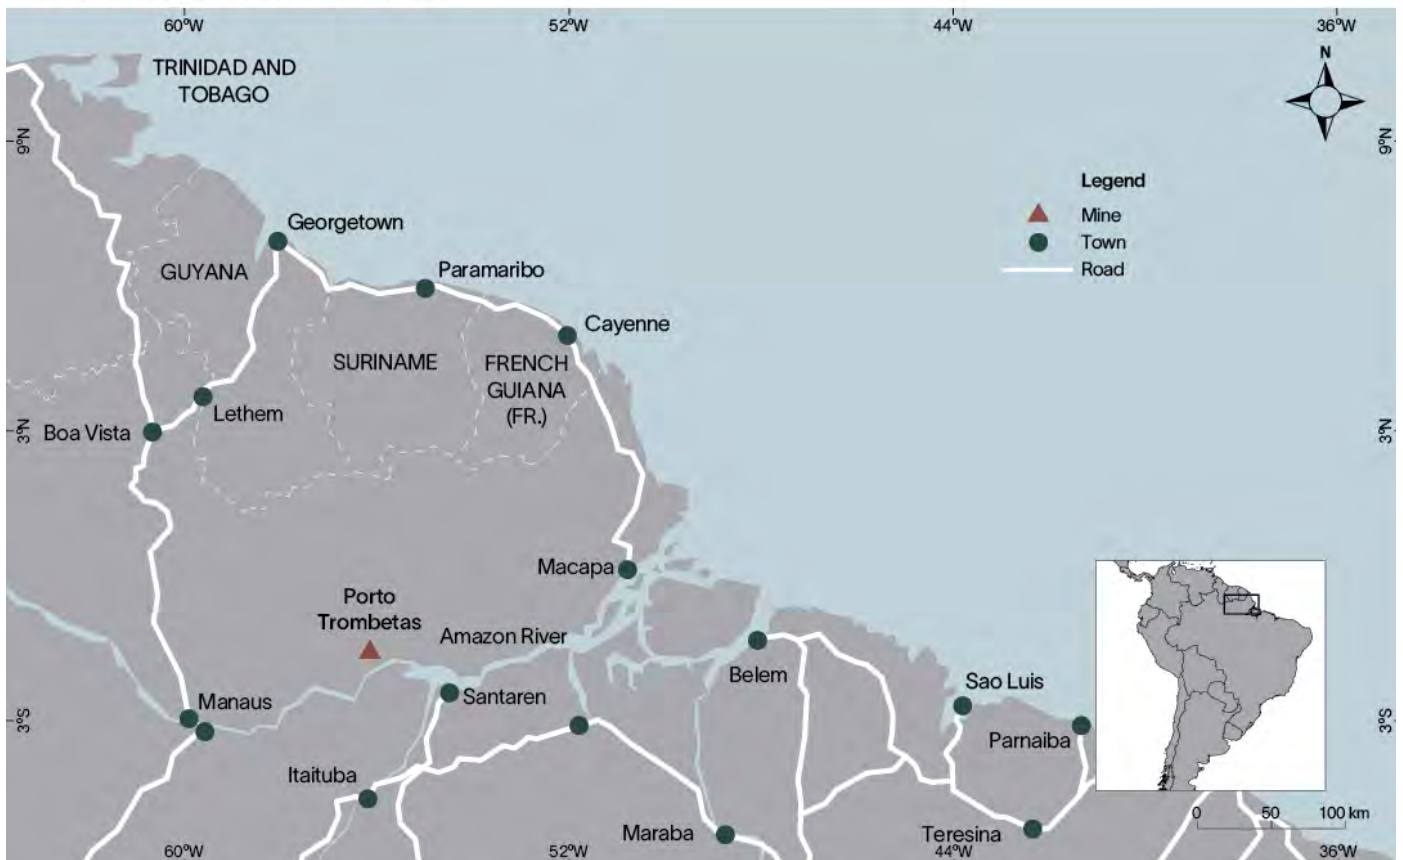 60°W
52°W
44°W
36°W
TRINIDAD AND
TOBAGO
N
9°N
9°N
Legend
Mine
Town
Road
Georgetown
GUYANA
Paramaribo
Cayenne
SURINAME
FRENCH
GUIANA
(FR.)
Lethem
Boa Vista
3°N
3°N
Macapa
Porto
Trombetas
Amazon River
Belem
Manaus
Santaren
Sao Luis
3°S
3°S
Parnaiba
Itaituba
Maraba
Teresina
0 50 100 km
60°W
52°W
44°W
36°W